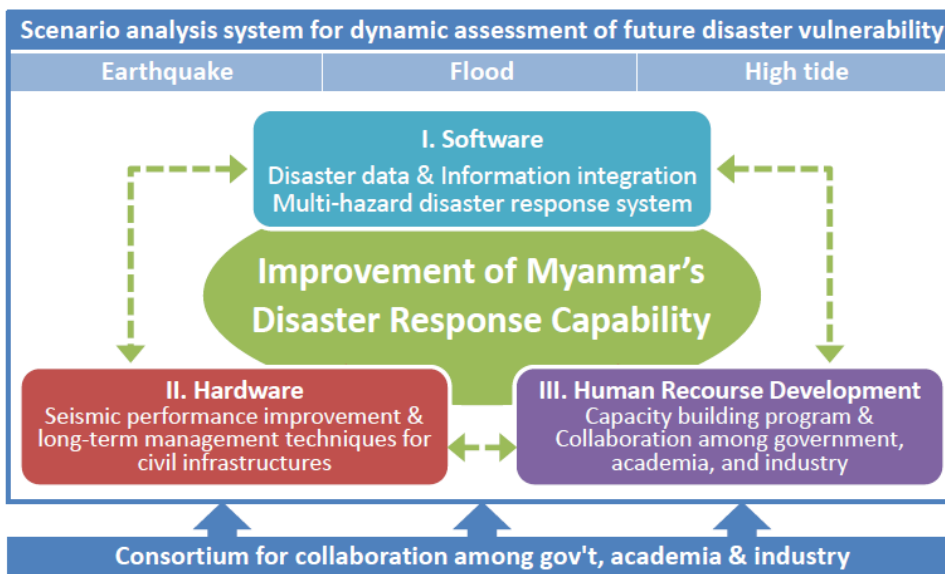 Scenario analysis system for dynamic assessment of future disaster vulnerability
Earthquake
Flood
High tide
I. Software
Disaster data & Information integration
Multi-hazard disaster response system
Improvement of Myanmar's
Disaster Response Capability
II. Hardware
Seismic performance improvement &
long-term management techniques for
civil infrastructures
III. Human Recourse Development
Capacity building program &
Collaboration among government,
academia, and industry
Consortium for collaboration among gov't, academia & industry